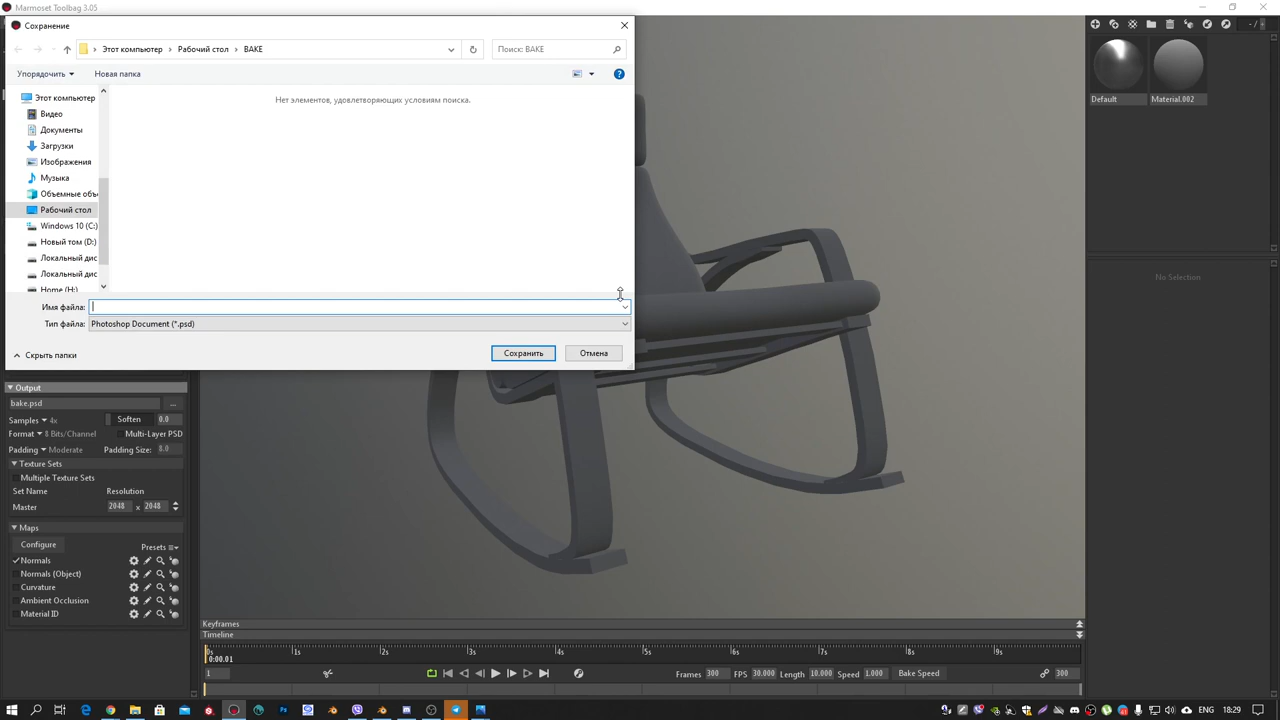 Marmoset Toolbag 3.05
Сохранение
Этот компьютер
Рабочий стол
BAKE
Поиск: BAKE
Упорядочить
Новая папка
Нет элементов, удовлетворяющих условиям поиска.
Этот компьютер
Видео
Документы
Загрузки
Изображения
Музыка
Объемные объ
Рабочий стол
Windows 10 (C:)
Новый том (D:)
Локальный дис
Локальный дис
Home (H:)
Имя файла:
Тип файла:
Photoshop Document (*.psd)
Скрыть папки
Сохранить
Отмена
- / 
Default
Material.002
No Selection
Output
bake.psd
...
Samples
4x
Soften
0.0
Format
8 Bits/Channel
Multi-Layer PSD
Padding
Moderate
Padding Size:
8.0
Texture Sets
Multiple Texture Sets
Set Name
Resolution
Master
2048 x 2048
Maps
Configure
Presets
Normals
Normals (Object)
Curvature
Ambient Occlusion
Material ID
Keyframes
Timeline
0s
1s
2s
3s
4s
5s
6s
7s
8s
9s
0:00.01
1
Frames 300
FPS 30.000
Length 10.000
Speed 1.000
Bake Speed
300
ENG
18:29